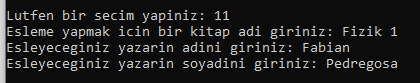 Lutfen bir secim yapiniz: 11
Esleme yapmak icin bir kitap adi giriniz: Fizik 1
Esleyeceginiz yazarin adini giriniz: Fabian
Esleyeceginiz yazarin soyadini giriniz: Pedregosa